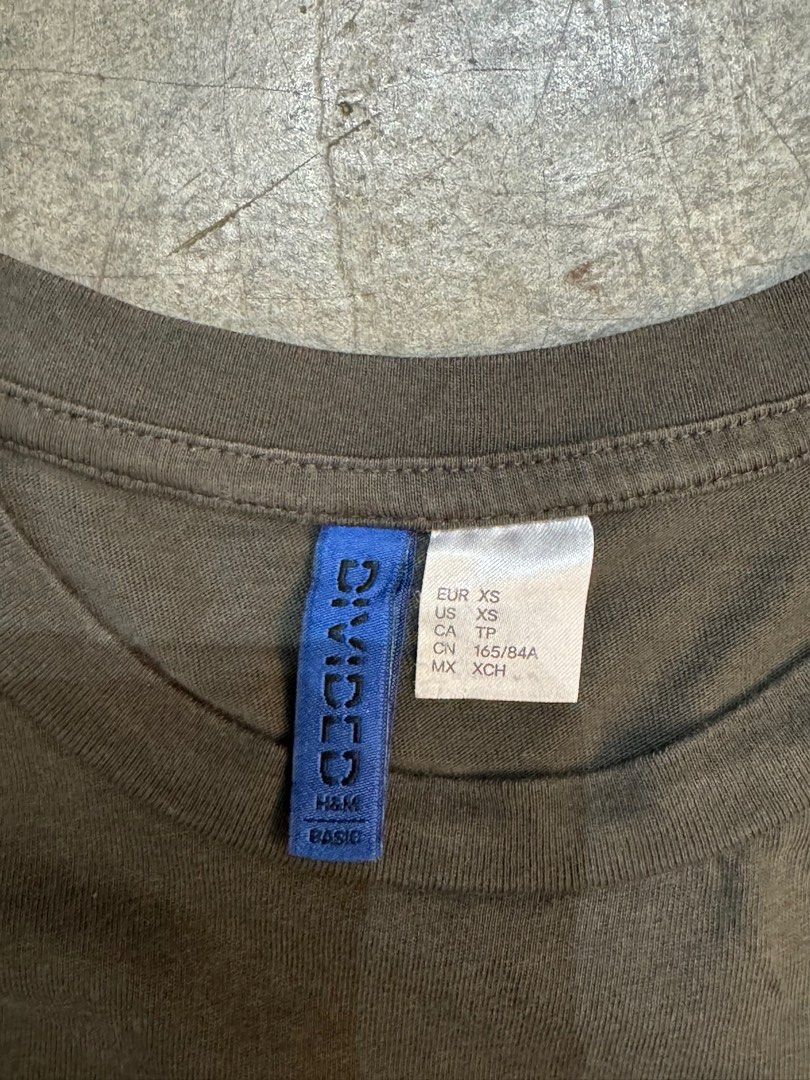 DIVIDED
H&M
BASIC
EUR XS
US XS
CA TP
CN 165/84A
MX XCH